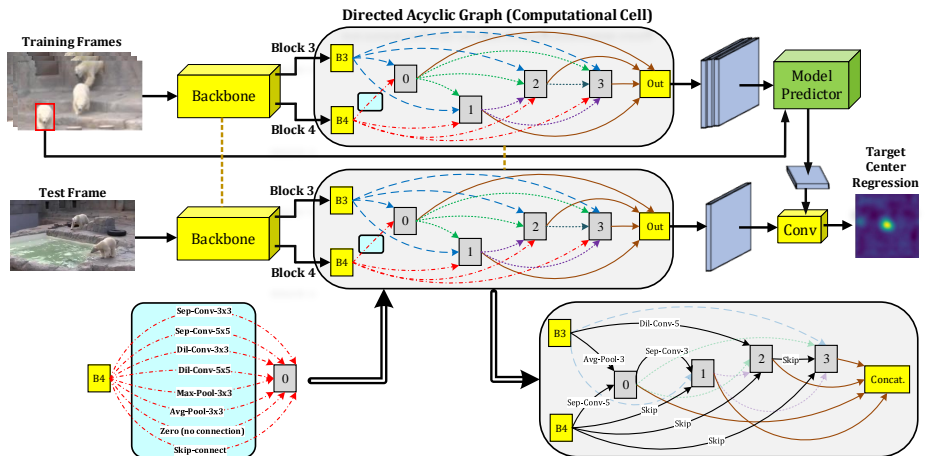 Directed Acyclic Graph (Computational Cell)
Training Frames
Block 3
B3
0
2
3
Out
Backbone
Model
Predictor
1
Block 4
B4
Test Frame
Block 3
B3
0
2
3
Out
Backbone
1
Block 4
B4
Target
Center
Regression
Conv
Sep-Conv-3x3
Sep-Conv-5x5
Dil-Conv-3x3
Dil-Conv-5x5
B4
0
Max-Pool-3x3
Avg-Pool-3x3
Zero (no connection)
Skip-connect
B3
Dil-Conv-5
Avg-Pool-3
Sep-Conv-3
2
Skip
3
0
1
Concat.
Sep-Conv-5
Skip
B4
Skip
Skip